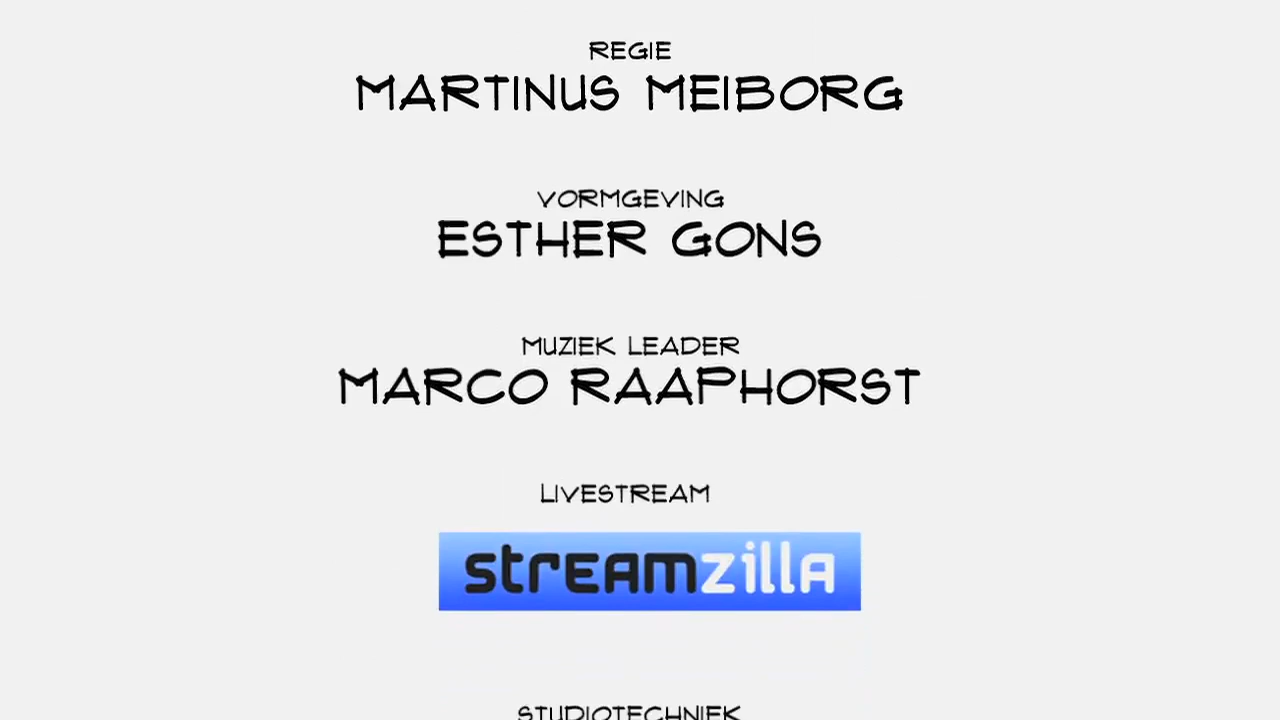 REGIE
MARTINUS MEIBORG
VORMGEVING
ESTHER GONS
MUZIEK LEADER
MARCO RAAPHORST
LIVESTREAM
streamzilla
STUDIOTECHNIEK